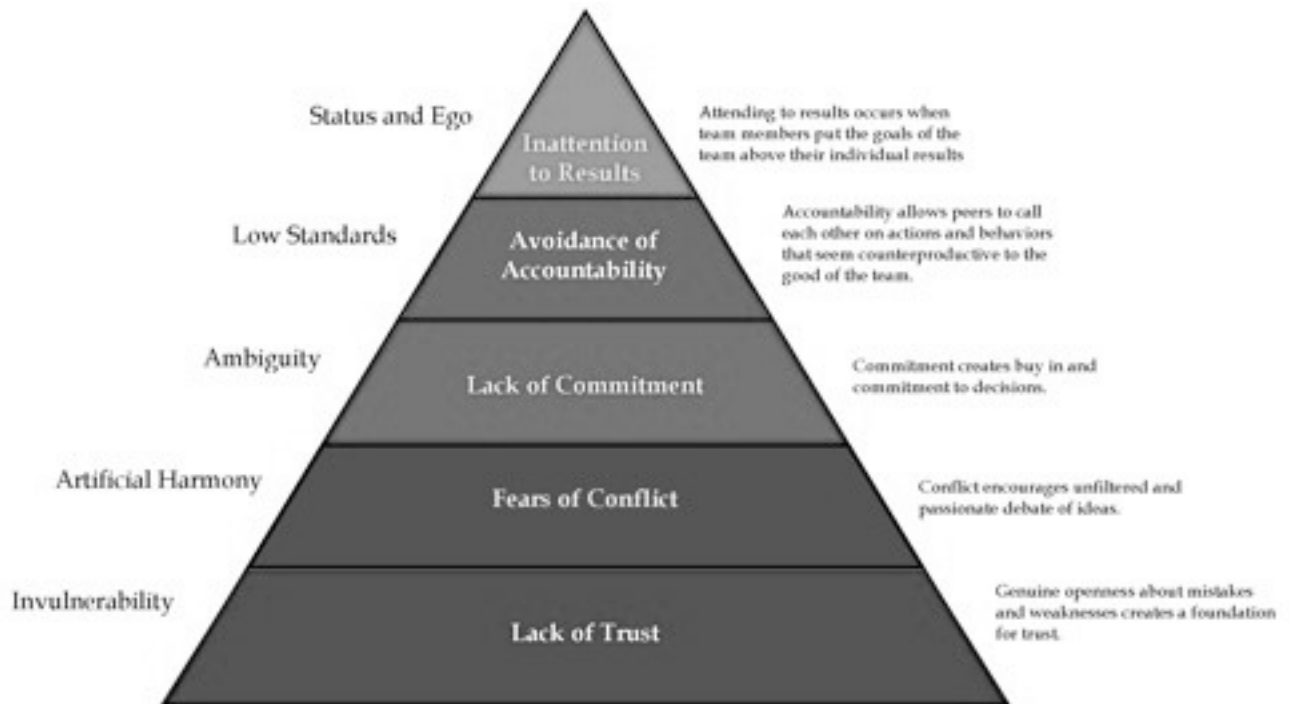 Status and Ego
Inattention
to Results
Attending to results occurs when
team members put the goals of the
team above their individual results
Low Standards
Avoidance of
Accountability
Accountability allows peers to call
each other on actions and behaviors
that seem counterproductive to the
good of the team.
Ambiguity
Lack of Commitment
Commitment creates buy in and
commitment to decisions.
Artificial Harmony
Fears of Conflict
Conflict encourages unfiltered and
passionate debate of ideas.
Invulnerability
Lack of Trust
Genuine openness about mistakes
and weaknesses creates a foundation
for trust.